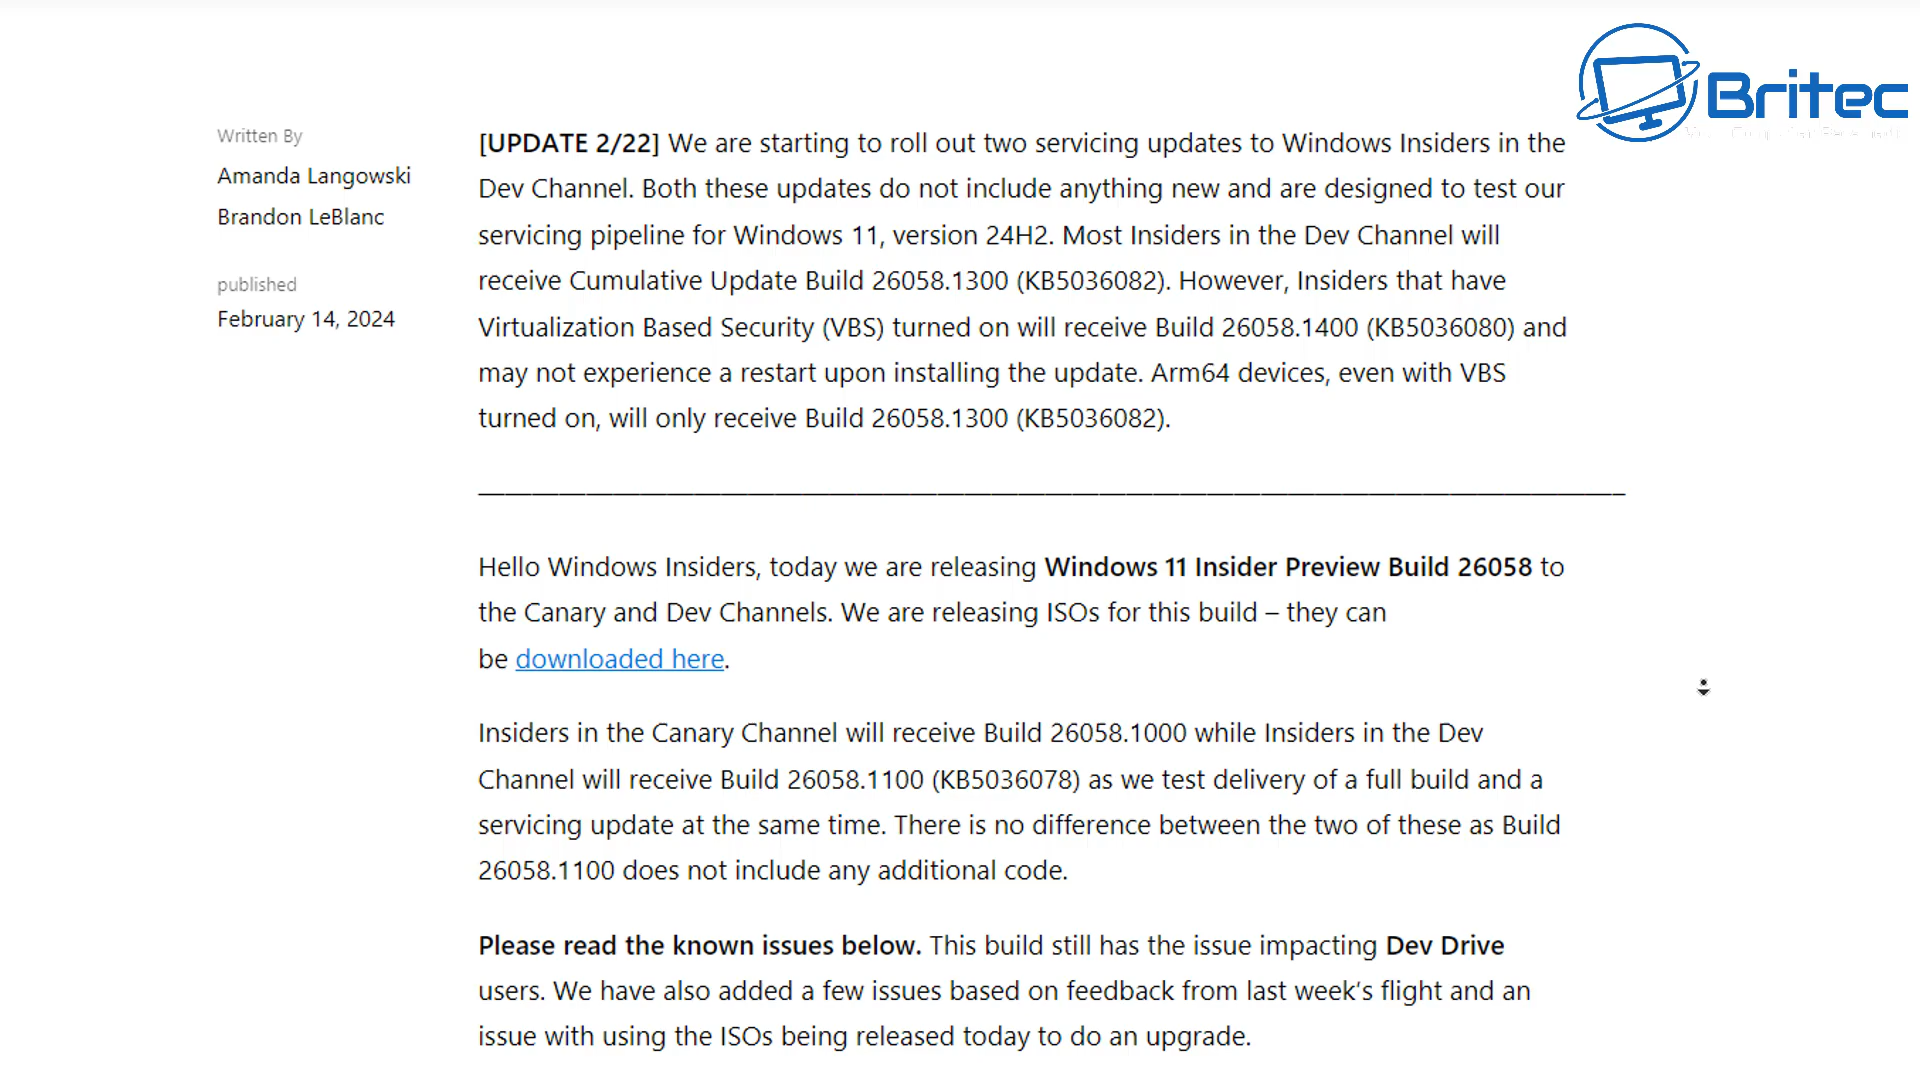 Britec
Written By
Amanda Langowski
Brandon LeBlanc
published
February 14, 2024
[UPDATE 2/22] We are starting to roll out two servicing updates to Windows Insiders in the
Dev Channel. Both these updates do not include anything new and are designed to test our
servicing pipeline for Windows 11, version 24H2. Most Insiders in the Dev Channel will
receive Cumulative Update Build 26058.1300 (KB5036082). However, Insiders that have
Virtualization Based Security (VBS) turned on will receive Build 26058.1400 (KB5036080) and
may not experience a restart upon installing the update. Arm64 devices, even with VBS
turned on, will only receive Build 26058.1300 (KB5036082).
Hello Windows Insiders, today we are releasing Windows 11 Insider Preview Build 26058 to
the Canary and Dev Channels. We are releasing ISOs for this build – they can
be downloaded here.
Insiders in the Canary Channel will receive Build 26058.1000 while Insiders in the Dev
Channel will receive Build 26058.1100 (KB5036078) as we test delivery of a full build and a
servicing update at the same time. There is no difference between the two of these as Build
26058.1100 does not include any additional code.
Please read the known issues below. This build still has the issue impacting Dev Drive
users. We have also added a few issues based on feedback from last week's flight and an
issue with using the ISOs being released today to do an upgrade.